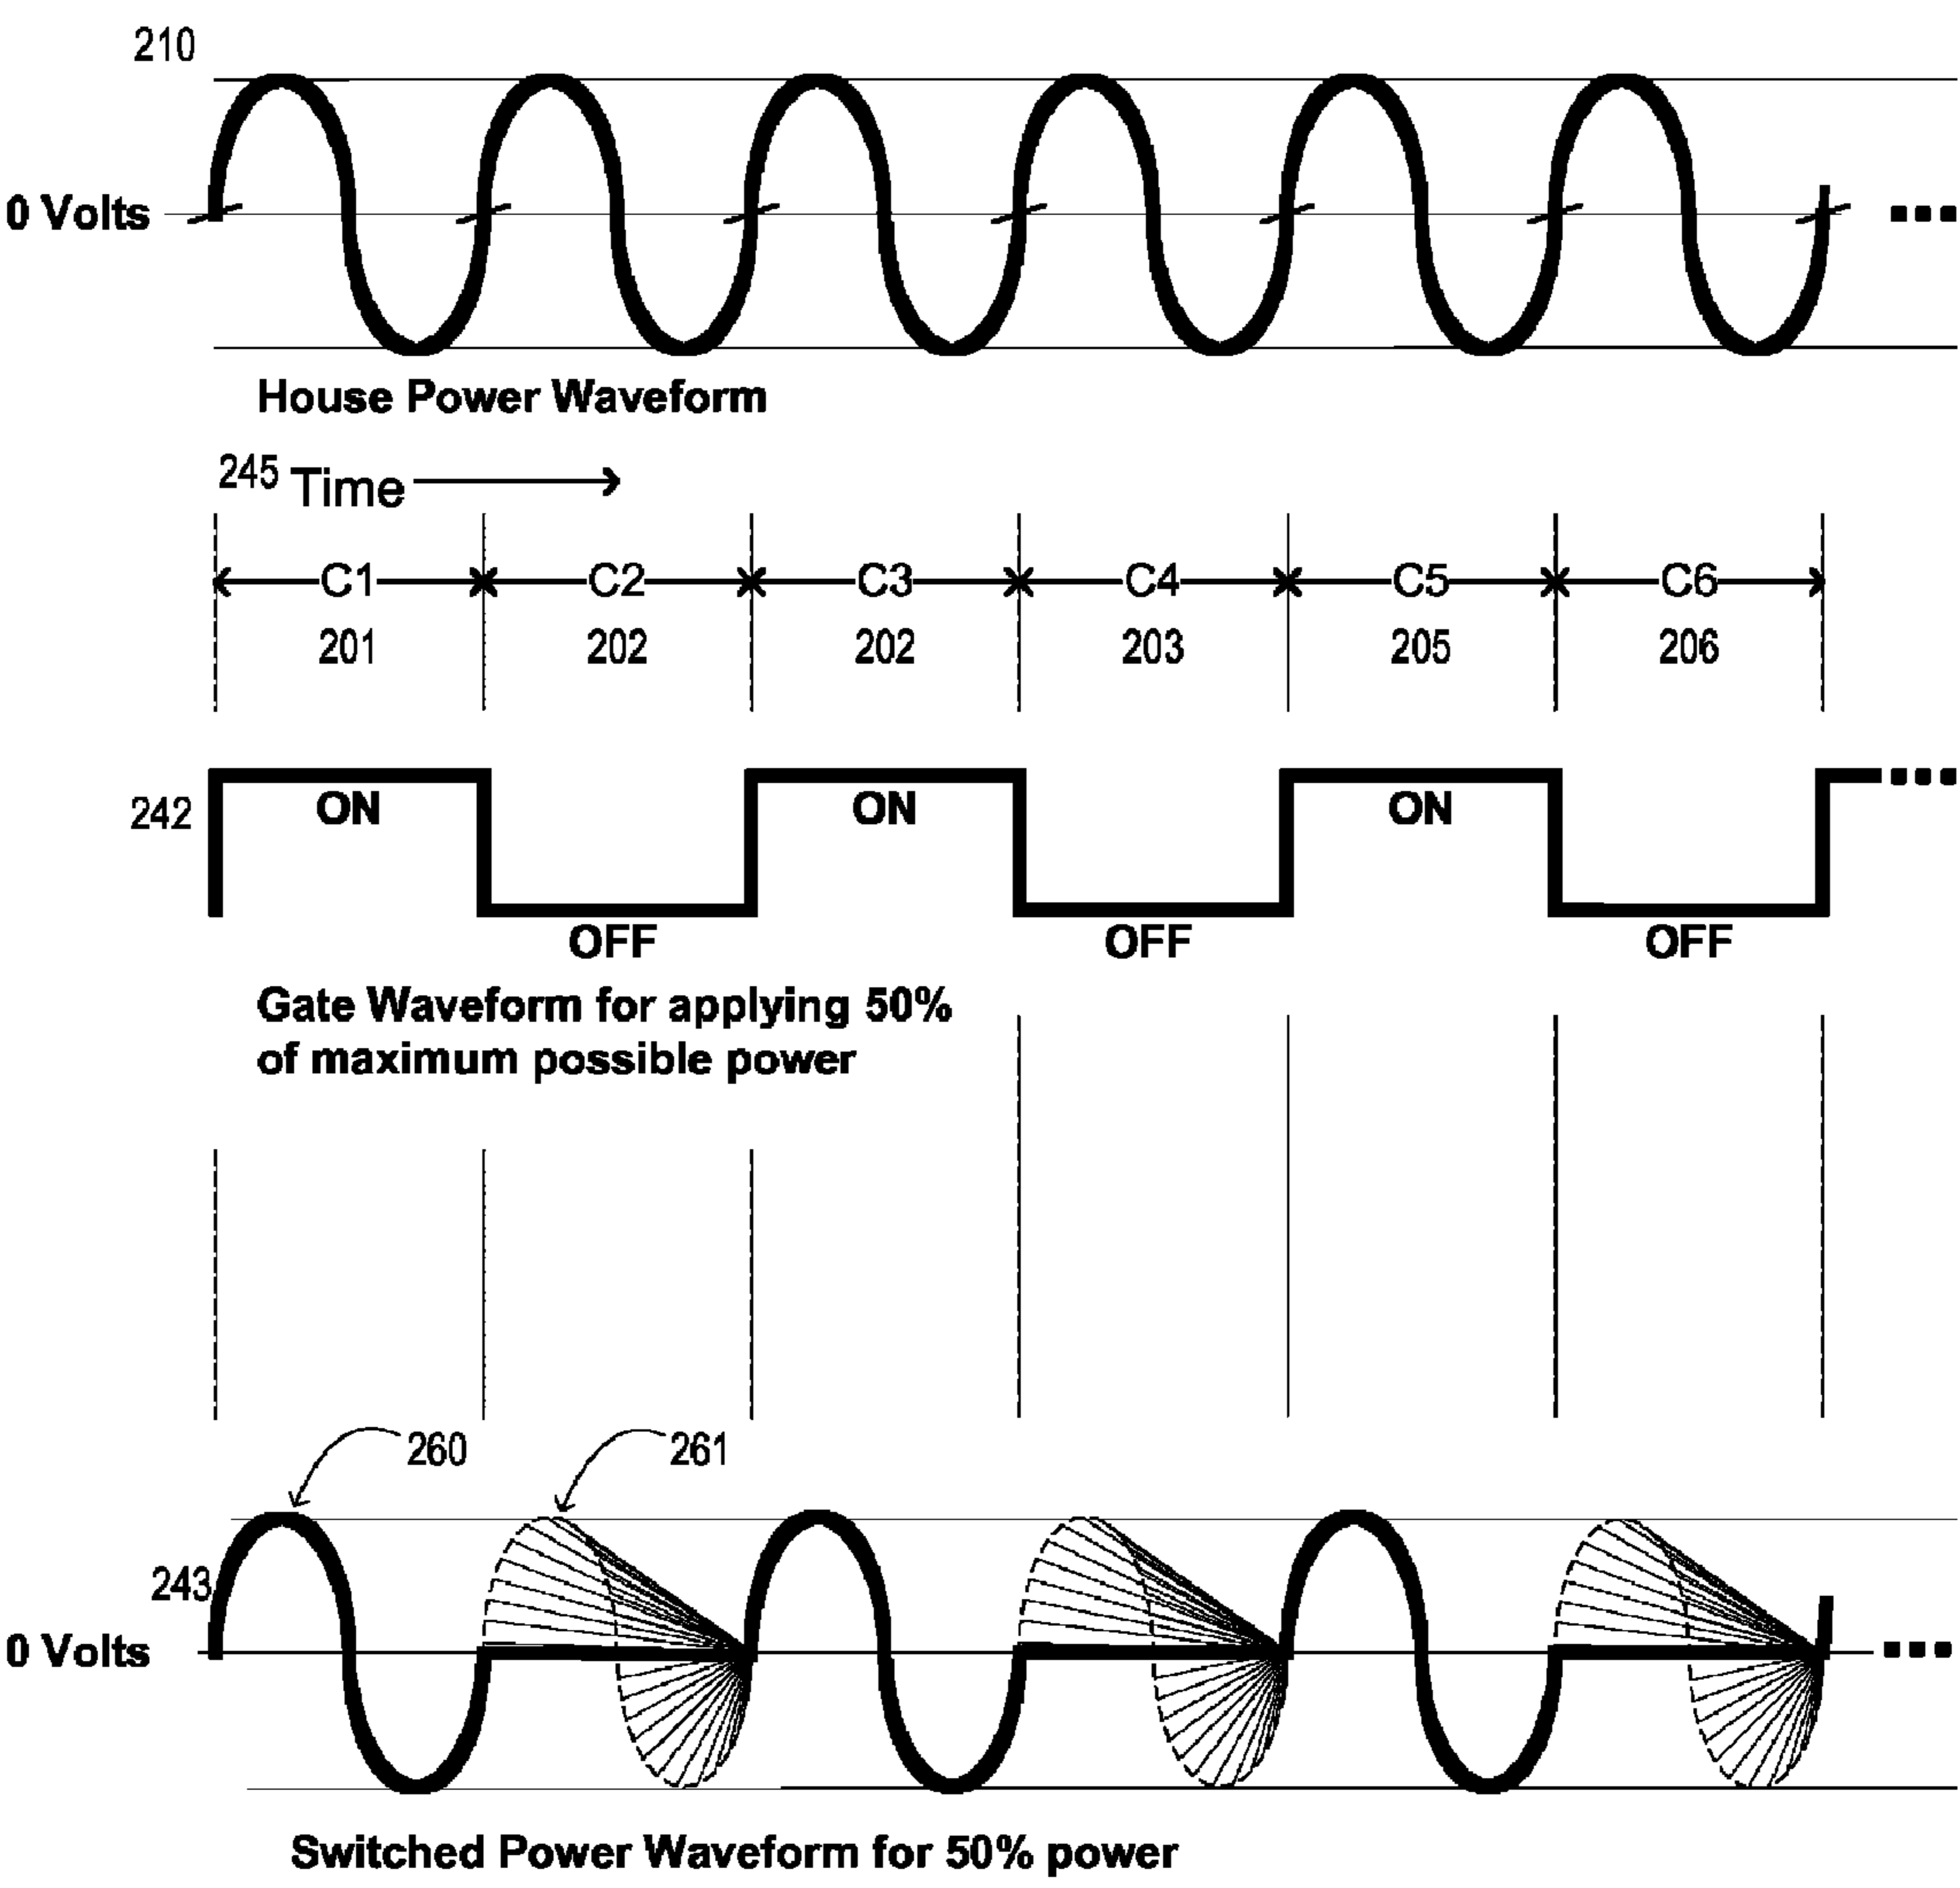 210
0 Volts
House Power Waveform
245 Time
C1 C2 C3 C4 C5 C6
201 202 202 203 205 206
242
ON ON ON
OFF OFF OFF
Gate Waveform for applying 50%
of maximum possible power
260 261
243
0 Volts
Switched Power Waveform for 50% power